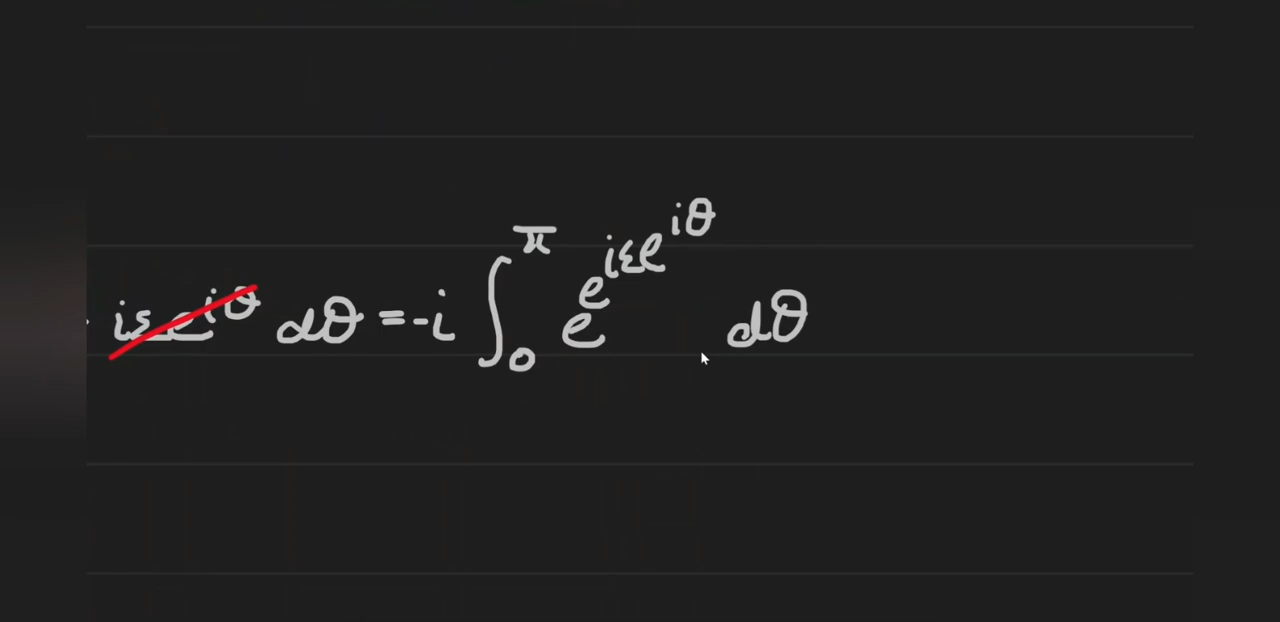 · iεe^{iθ} dθ = -i ∫_0^π e^{e^{iεe^{iθ}}} dθ